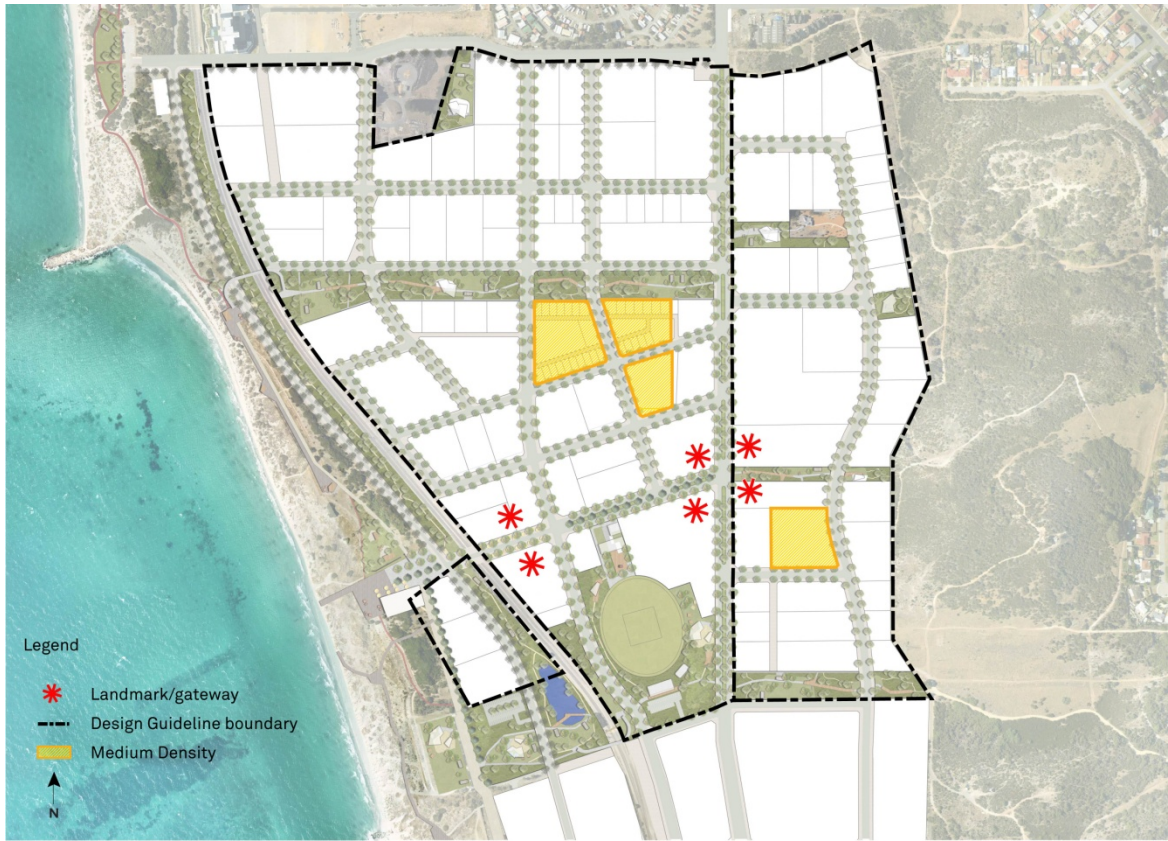 Legend
Landmark/gateway
Design Guideline boundary
Medium Density
N